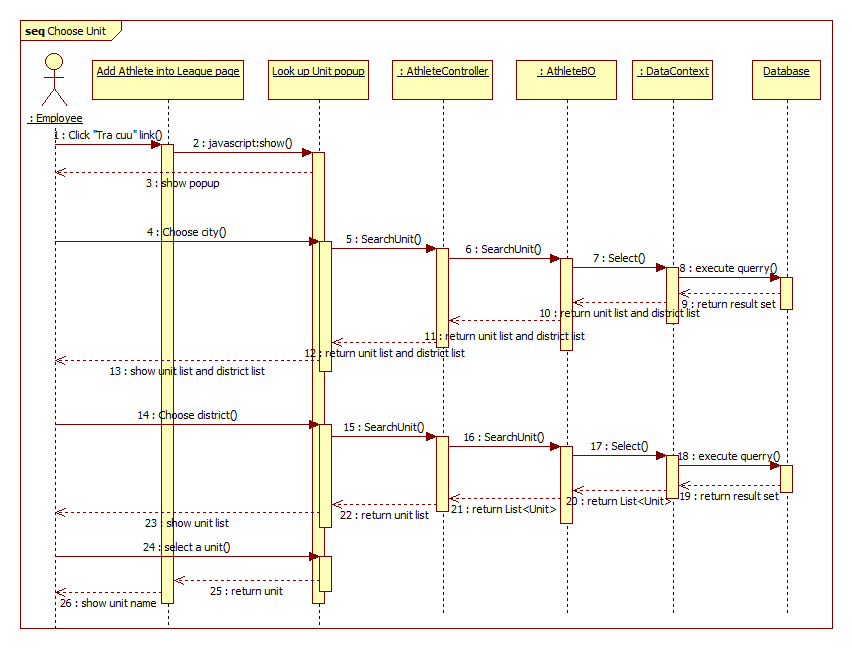 seq Choose Unit
Add Athlete into League page
Look up Unit popup
: AthleteController
: AthleteBO
: DataContext
Database
: Employee
1 : Click "Tra cuu" link()
2 : javascript:show()
3 : show popup
4 : Choose city()
5 : SearchUnit()
6 : SearchUnit()
7 : Select()
8 : execute querry()
9 : return result set
10 : return unit list and district list
11 : return unit list and district list
12 : return unit list and district list
13 : show unit list and district list
14 : Choose district()
15 : SearchUnit()
16 : SearchUnit()
17 : Select()
18 : execute querry()
19 : return result set
20 : return List<Unit>
21 : return List<Unit>
22 : return unit list
23 : show unit list
24 : select a unit()
25 : return unit
26 : show unit name